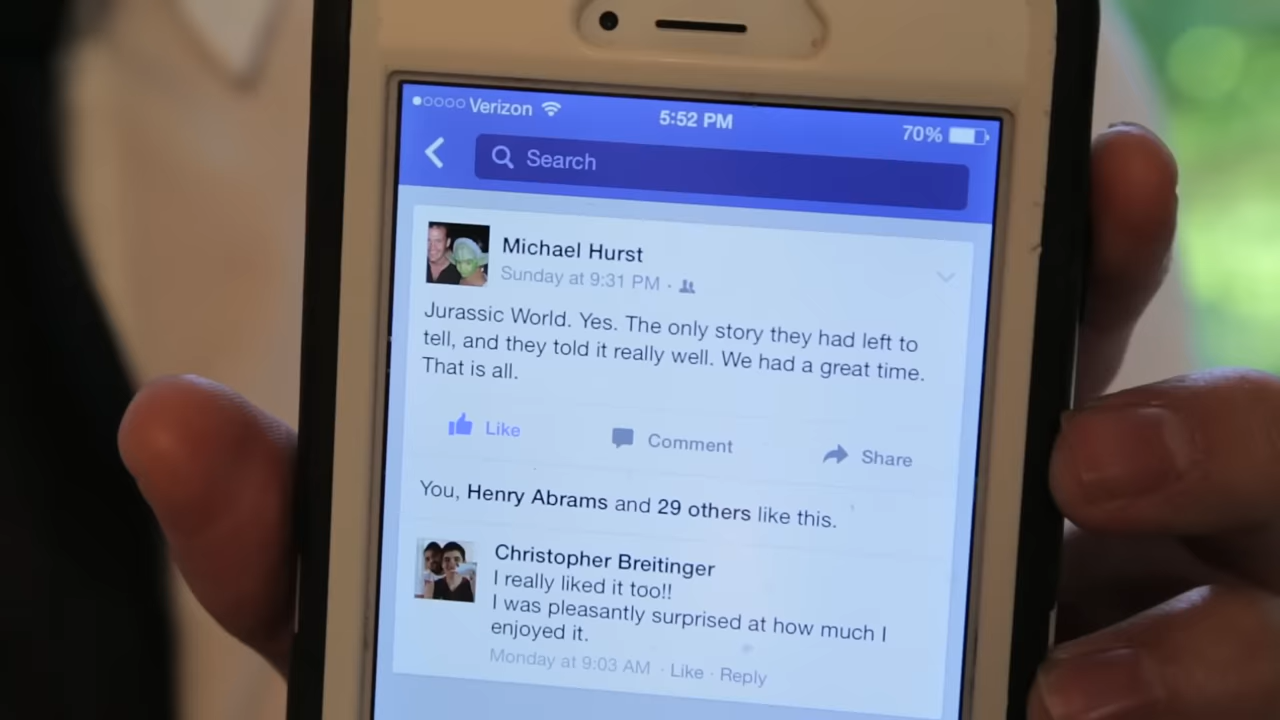 Verizon 5:52 PM 70%
Search
Michael Hurst
Sunday at 9:31 PM ·
Jurassic World. Yes. The only story they had left to
tell, and they told it really well. We had a great time.
That is all.
Like Comment Share
You, Henry Abrams and 29 others like this.
Christopher Breitinger
I really liked it too!!
I was pleasantly surprised at how much I
enjoyed it.
Monday at 9:03 AM · Like · Reply